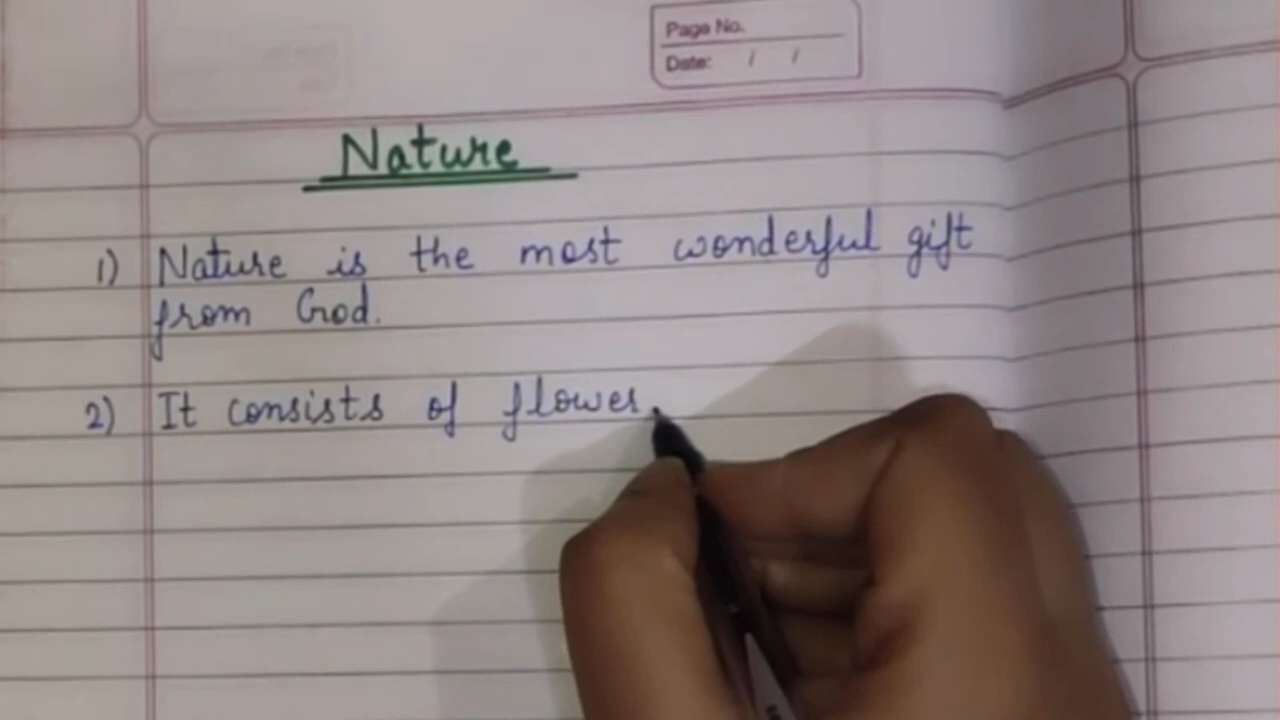 Page No.
Date: / /
Nature
1) Nature is the most wonderful gift
from God.
2) It consists of flower